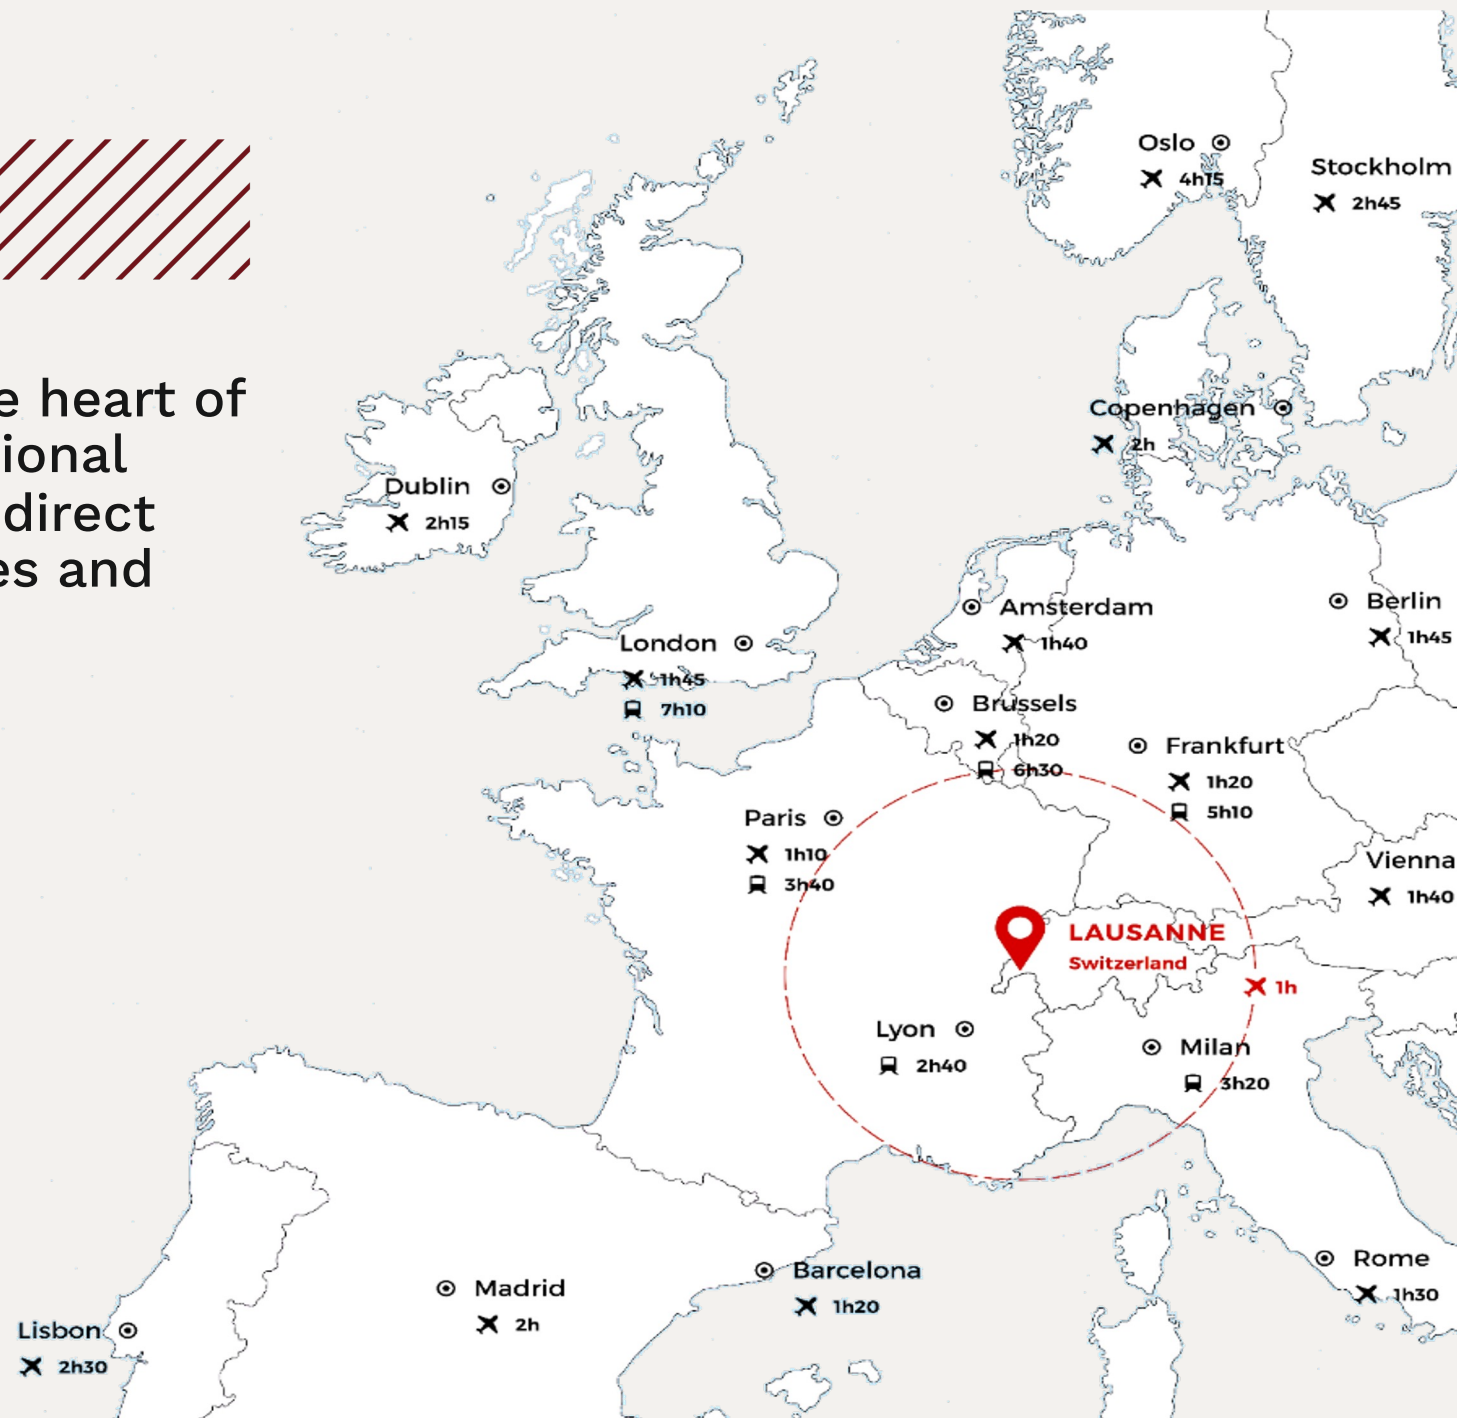 e heart of
ional
direct
es and
Oslo
4h15
Stockholm
2h45
Copenhagen
2h
Dublin
2h15
Amsterdam
1h40
Berlin
1h45
London
1h45
7h10
Brussels
1h20
6h30
Frankfurt
1h20
5h10
Paris
1h10
3h40
Vienna
1h40
LAUSANNE
Switzerland
1h
Lyon
2h40
Milan
3h20
Rome
1h30
Barcelona
1h20
Madrid
2h
Lisbon
2h30